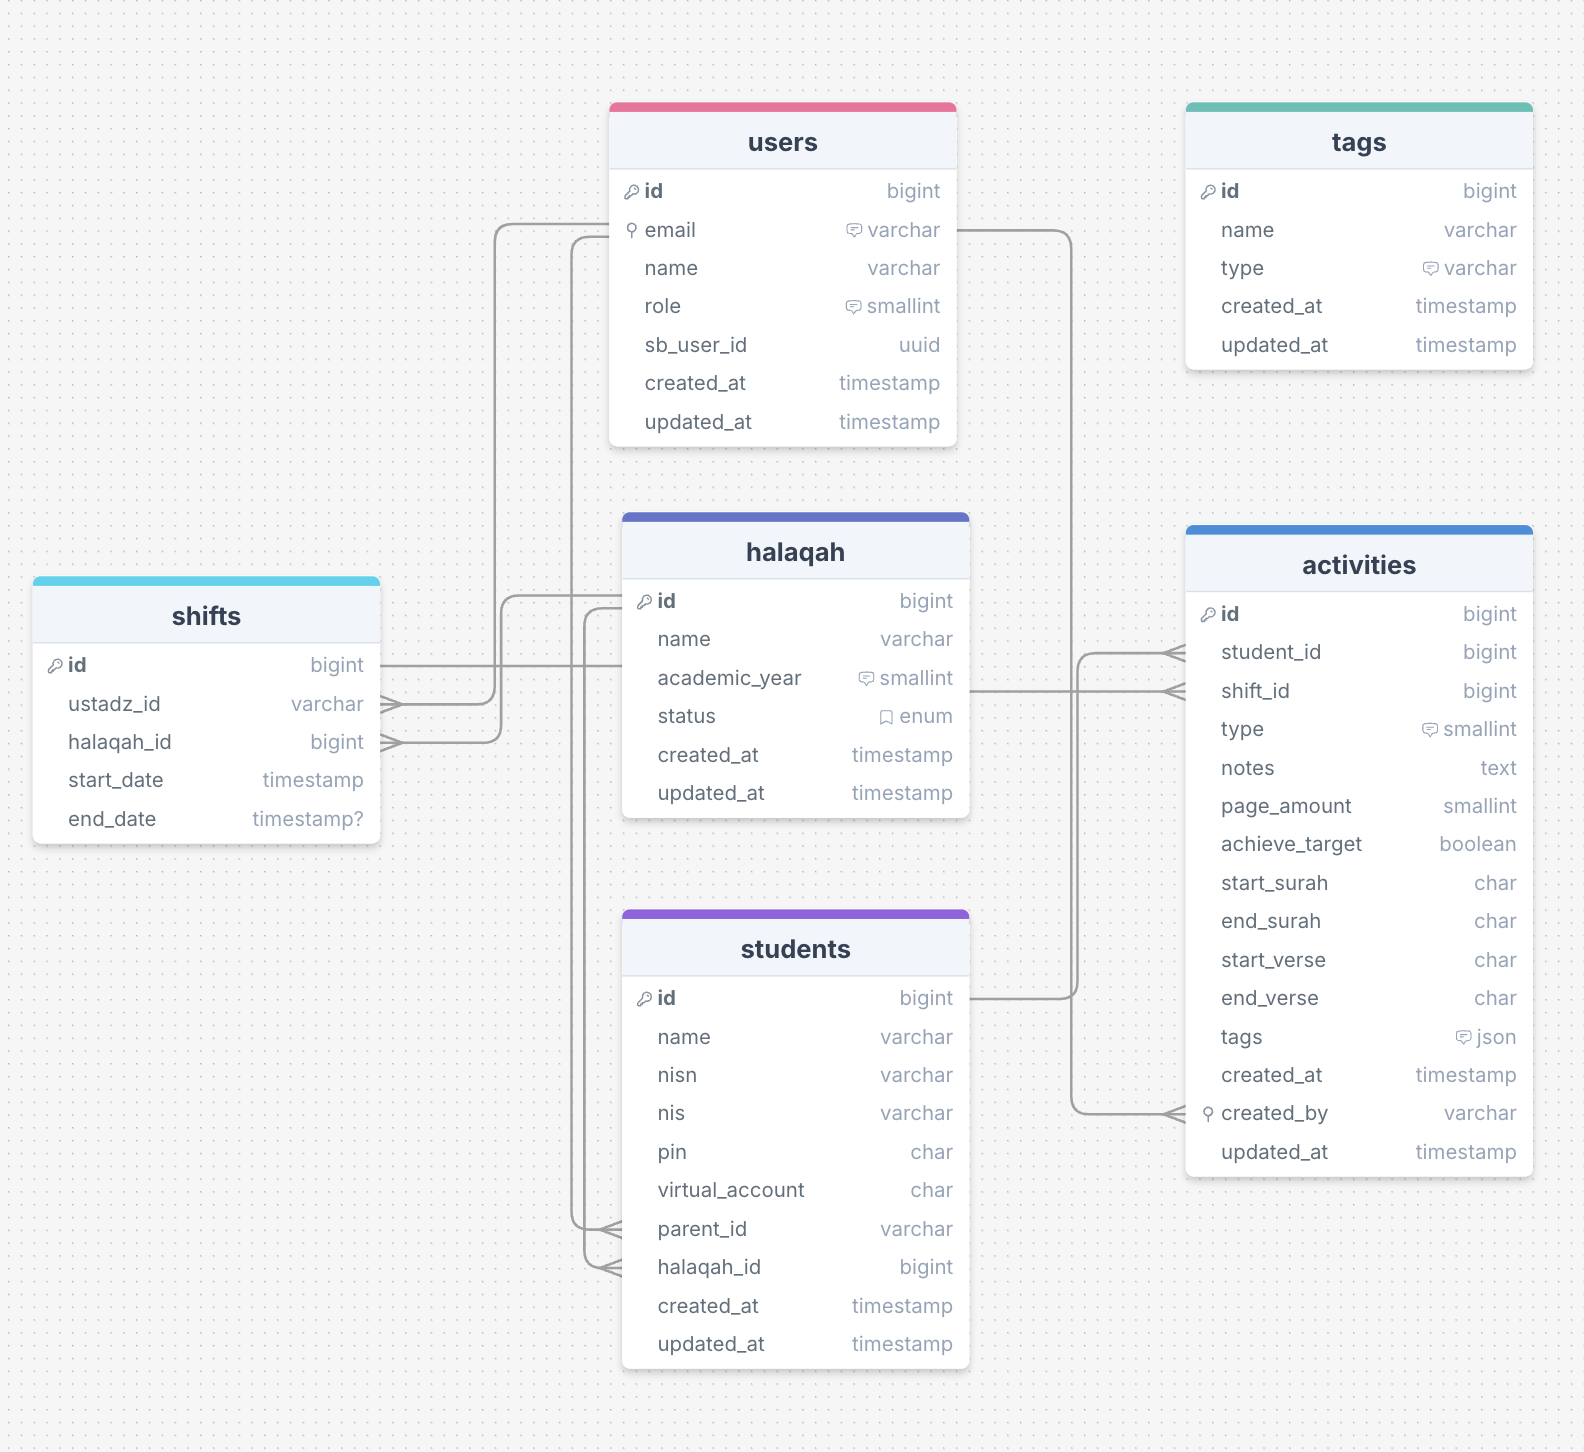 users
id bigint
email varchar
name varchar
role smallint
sb_user_id uuid
created_at timestamp
updated_at timestamp
tags
id bigint
name varchar
type varchar
created_at timestamp
updated_at timestamp
shifts
id bigint
ustadz_id varchar
halaqah_id bigint
start_date timestamp
end_date timestamp?
halaqah
id bigint
name varchar
academic_year smallint
status enum
created_at timestamp
updated_at timestamp
activities
id bigint
student_id bigint
shift_id bigint
type smallint
notes text
page_amount smallint
achieve_target boolean
start_surah char
end_surah char
start_verse char
end_verse char
tags json
created_at timestamp
created_by varchar
updated_at timestamp
students
id bigint
name varchar
nisn varchar
nis varchar
pin char
virtual_account char
parent_id varchar
halaqah_id bigint
created_at timestamp
updated_at timestamp